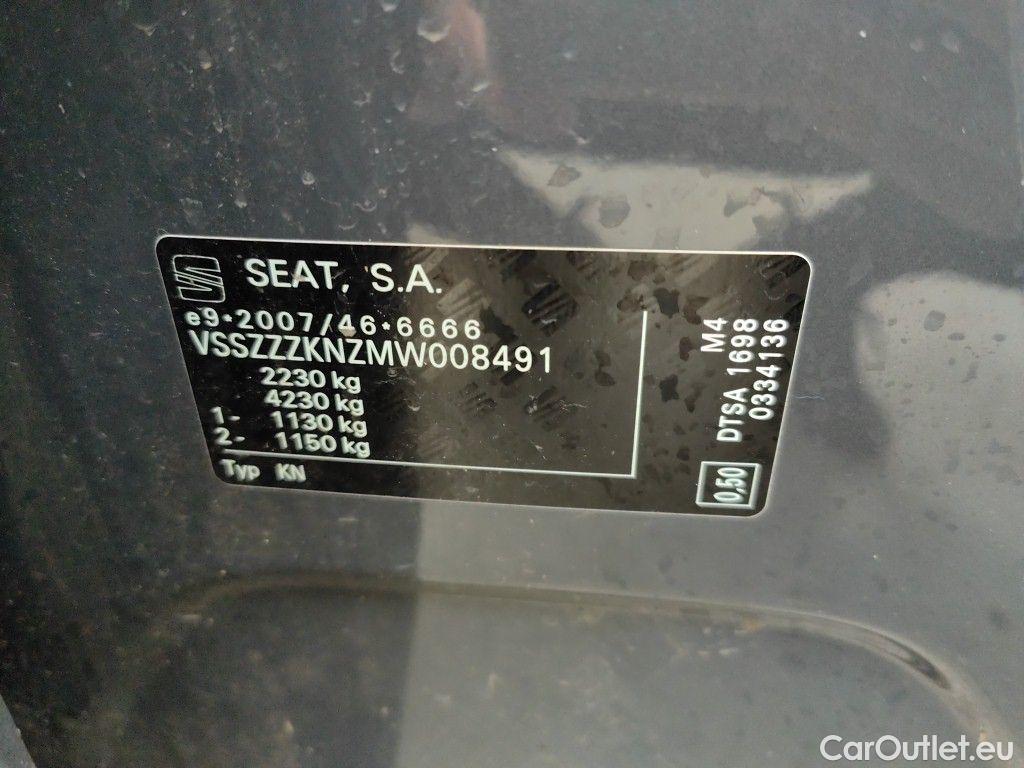 SEAT, S.A.
e9*2007/46*6666
VSSZZZKNZMW008491
2230 kg
4230 kg
1- 1130 kg
2- 1150 kg
Typ KN
M4
DTSA 1698
0334136
0,50
CarOutlet.eu